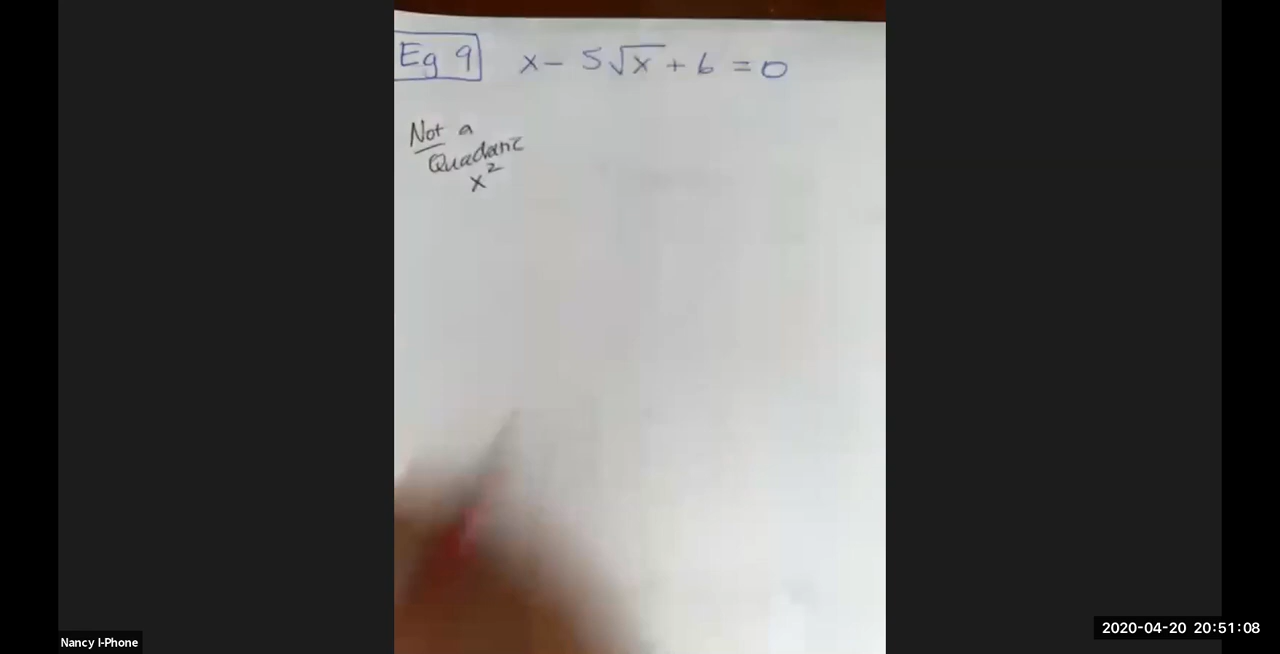 Eg 9 x - 5√x + 6 = 0
Not a
Quadratic
x²
Nancy I-Phone
2020-04-20 20:51:08